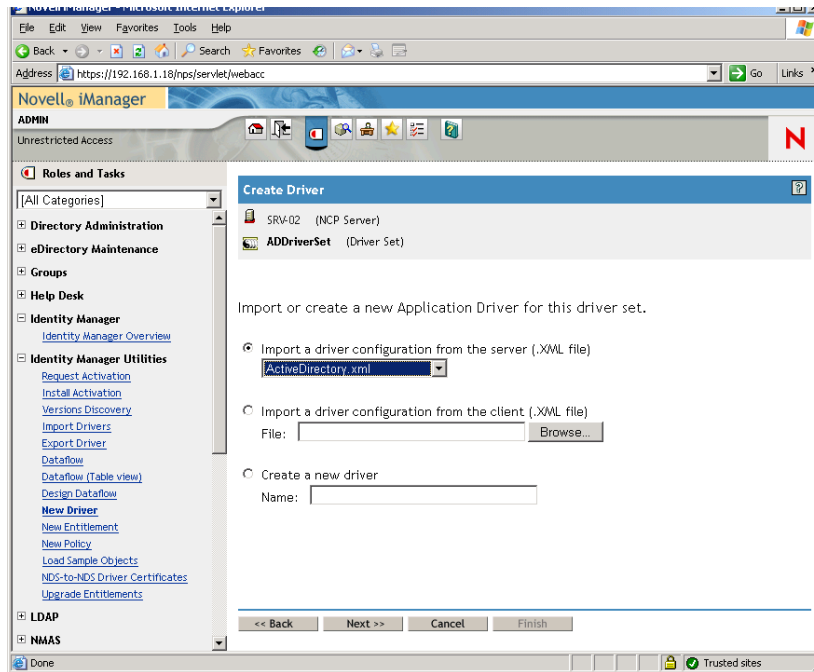 Novell iManager - Microsoft Internet Explorer
File Edit View Favorites Tools Help
Back Search Favorites
Address https://192.168.1.18/nps/servlet/webacc Go Links
Novell® iManager
ADMIN
Unrestricted Access
N
Roles and Tasks
[All Categories]
Directory Administration
eDirectory Maintenance
Groups
Help Desk
Identity Manager
Identity Manager Overview
Identity Manager Utilities
Request Activation
Install Activation
Versions Discovery
Import Drivers
Export Driver
Dataflow
Dataflow (Table view)
Design Dataflow
New Driver
New Entitlement
New Policy
Load Sample Objects
NDS-to-NDS Driver Certificates
Upgrade Entitlements
LDAP
NMAS
Create Driver ?
SRV-02 (NCP Server)
ADDriverSet (Driver Set)
Import or create a new Application Driver for this driver set.
Import a driver configuration from the server (.XML file)
ActiveDirectory.xml
Import a driver configuration from the client (.XML file)
File: Browse...
Create a new driver
Name:
<< Back Next >> Cancel Finish
Done Trusted sites